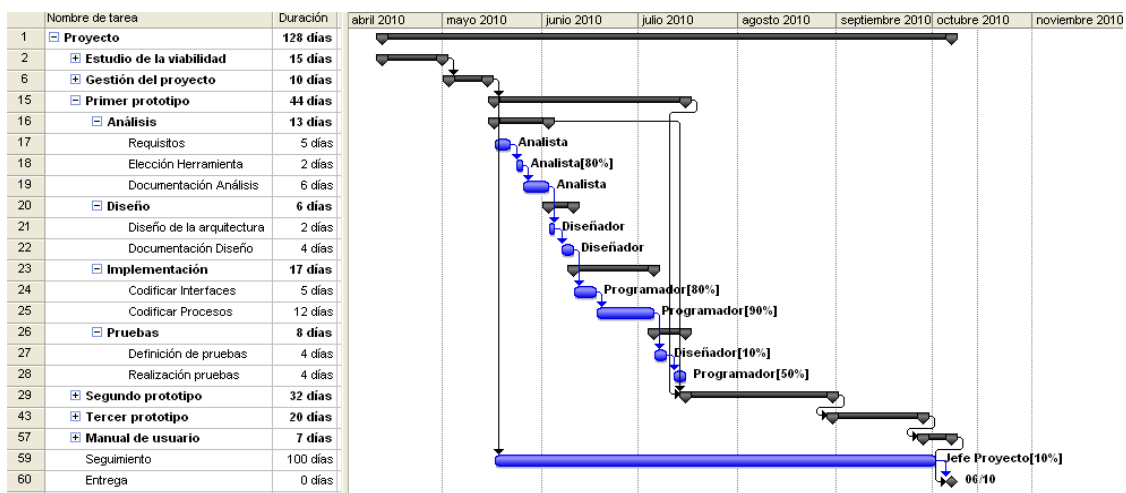 Nombre de tarea Duración abril 2010 mayo 2010 junio 2010 julio 2010 agosto 2010 septiembre 2010 octubre 2010 noviembre 2010
1 Proyecto 128 días
2 Estudio de la viabilidad 15 días
6 Gestión del proyecto 10 días
15 Primer prototipo 44 días
16 Análisis 13 días
17 Requisitos 5 días Analista
18 Elección Herramienta 2 días Analista[80%]
19 Documentación Análisis 6 días Analista
20 Diseño 6 días
21 Diseño de la arquitectura 2 días Diseñador
22 Documentación Diseño 4 días Diseñador
23 Implementación 17 días
24 Codificar Interfaces 5 días Programador[80%]
25 Codificar Procesos 12 días Programador[90%]
26 Pruebas 8 días
27 Definición de pruebas 4 días Diseñador[10%]
28 Realización pruebas 4 días Programador[50%]
29 Segundo prototipo 32 días
43 Tercer prototipo 20 días
57 Manual de usuario 7 días
59 Seguimiento 100 días Jefe Proyecto[10%]
60 Entrega 0 días 06/10